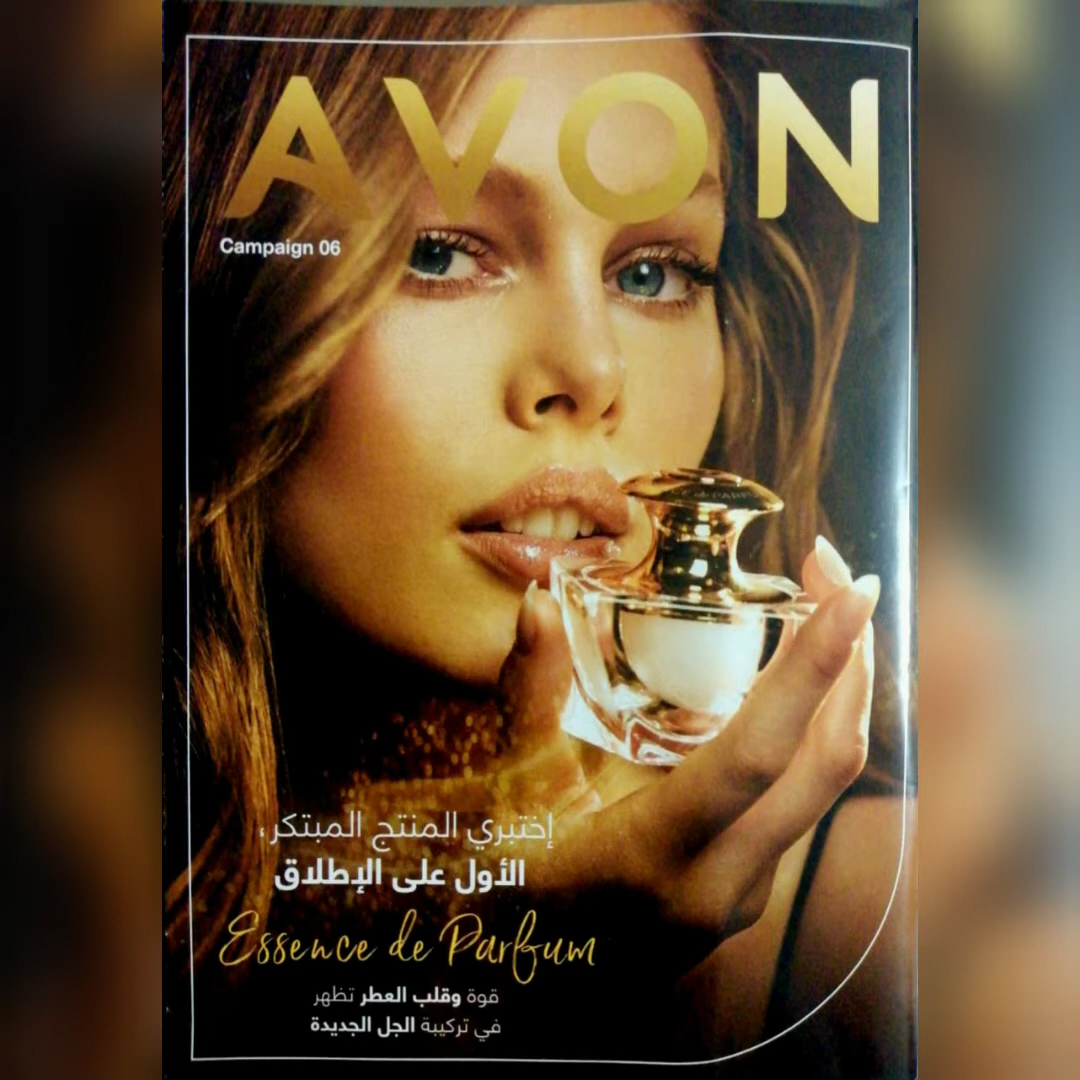 AVON
Campaign 06
إختبري المنتج المبتكر،
الأول على الإطلاق
Essence de Parfum
قوة وقلب العطر تظهر
في تركيبة الجل الجديدة